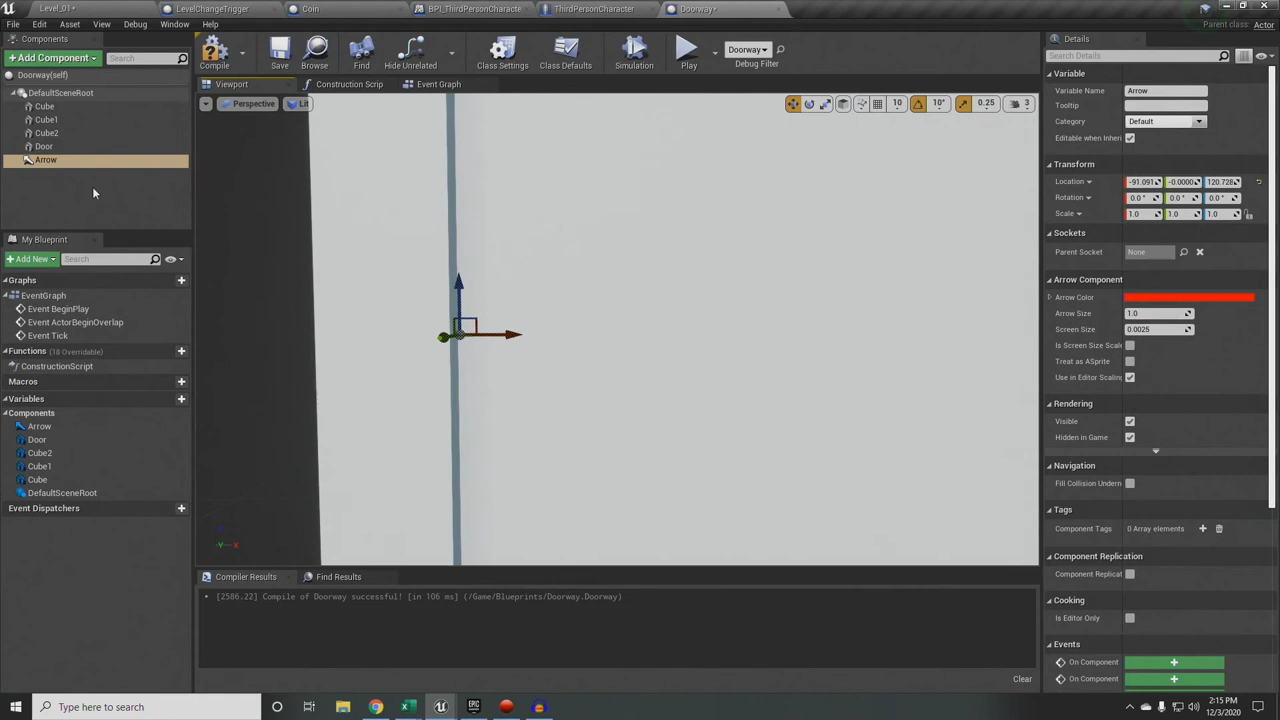 Level_01*
LevelChangeTrigger
Coin
BPI_ThirdPersonCharacte
ThirdPersonCharacter
Doorway*
File Edit Asset View Debug Window Help
Parent class: Actor
Components
+Add Component
Search
Doorway(self)
DefaultSceneRoot
Cube
Cube1
Cube2
Door
Arrow
My Blueprint
+Add New
Search
Graphs
EventGraph
Event BeginPlay
Event ActorBeginOverlap
Event Tick
Functions (18 Overridable)
ConstructionScript
Macros
Variables
Components
Arrow
Door
Cube2
Cube1
Cube
DefaultSceneRoot
Event Dispatchers
Compile Save Browse Find Hide Unrelated Class Settings Class Defaults Simulation Play
Doorway
Debug Filter
Viewport Construction Scrip Event Graph
Perspective Lit
10 10° 0.25 3
Y X
Compiler Results Find Results
[2586.22] Compile of Doorway successful! [in 106 ms] (/Game/Blueprints/Doorway.Doorway)
Clear
Details
Search Details
Variable
Variable Name Arrow
Tooltip
Category Default
Editable when Inheri
Transform
Location -91.091 -0.0000 120.728
Rotation 0.0 ° 0.0 ° 0.0 °
Scale 1.0 1.0 1.0
Sockets
Parent Socket None
Arrow Component
Arrow Color
Arrow Size 1.0
Screen Size 0.0025
Is Screen Size Scale
Treat as ASprite
Use in Editor Scaling
Rendering
Visible
Hidden in Game
Navigation
Fill Collision Undern
Tags
Component Tags 0 Array elements
Component Replication
Component Replicat
Cooking
Is Editor Only
Events
On Component +
On Component +
Type here to search
2:15 PM
12/3/2020